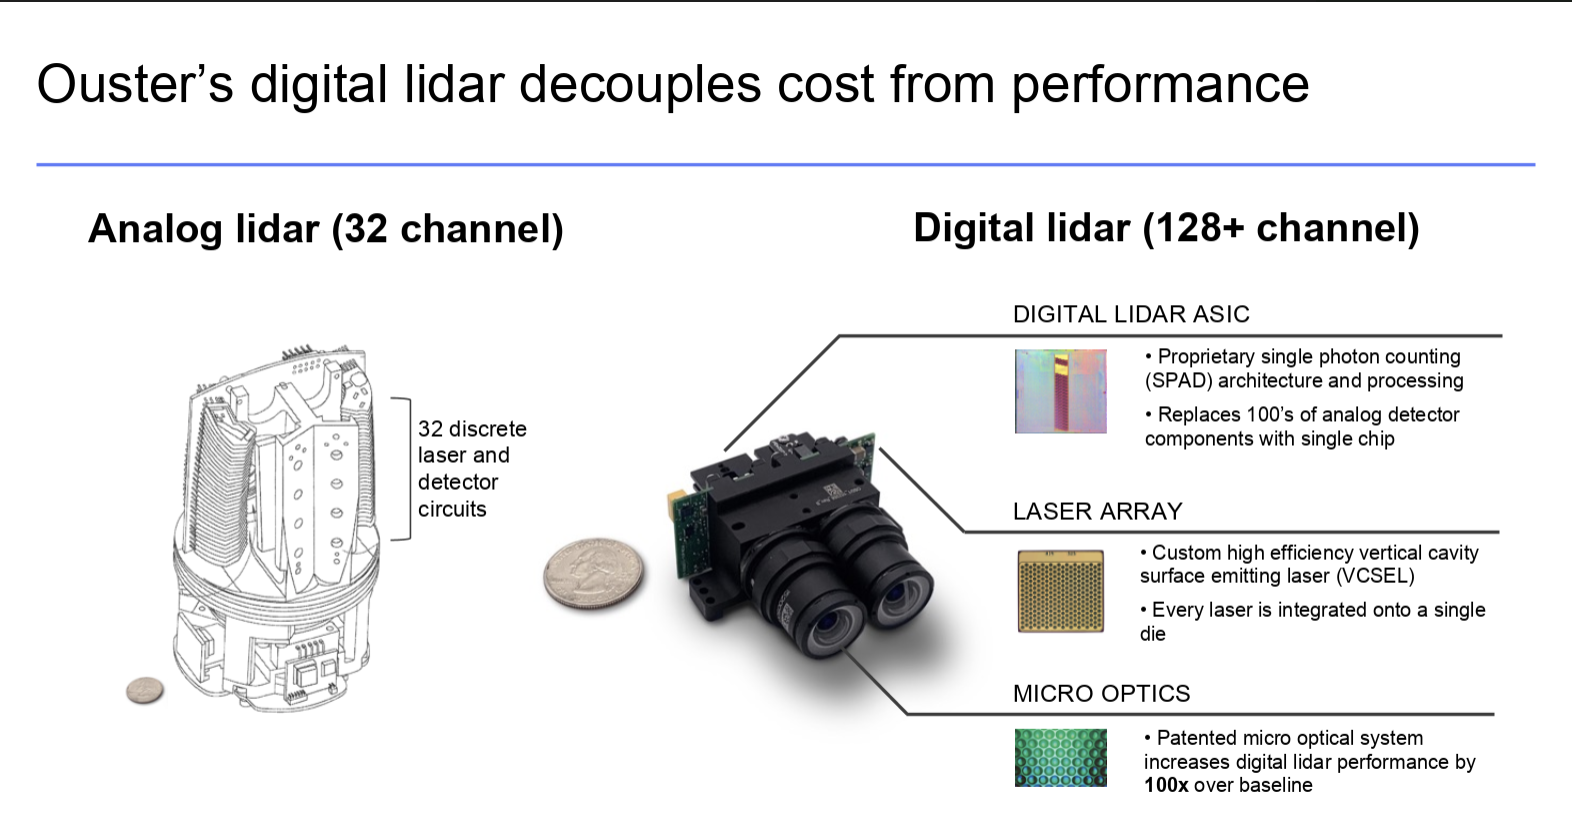 Ouster’s digital lidar decouples cost from performance
Analog lidar (32 channel)
32 discrete
laser and
detector
circuits
Digital lidar (128+ channel)
DIGITAL LIDAR ASIC
• Proprietary single photon counting
(SPAD) architecture and processing
• Replaces 100’s of analog detector
components with single chip
LASER ARRAY
• Custom high efficiency vertical cavity
surface emitting laser (VCSEL)
• Every laser is integrated onto a single
die
MICRO OPTICS
• Patented micro optical system
increases digital lidar performance by
100x over baseline